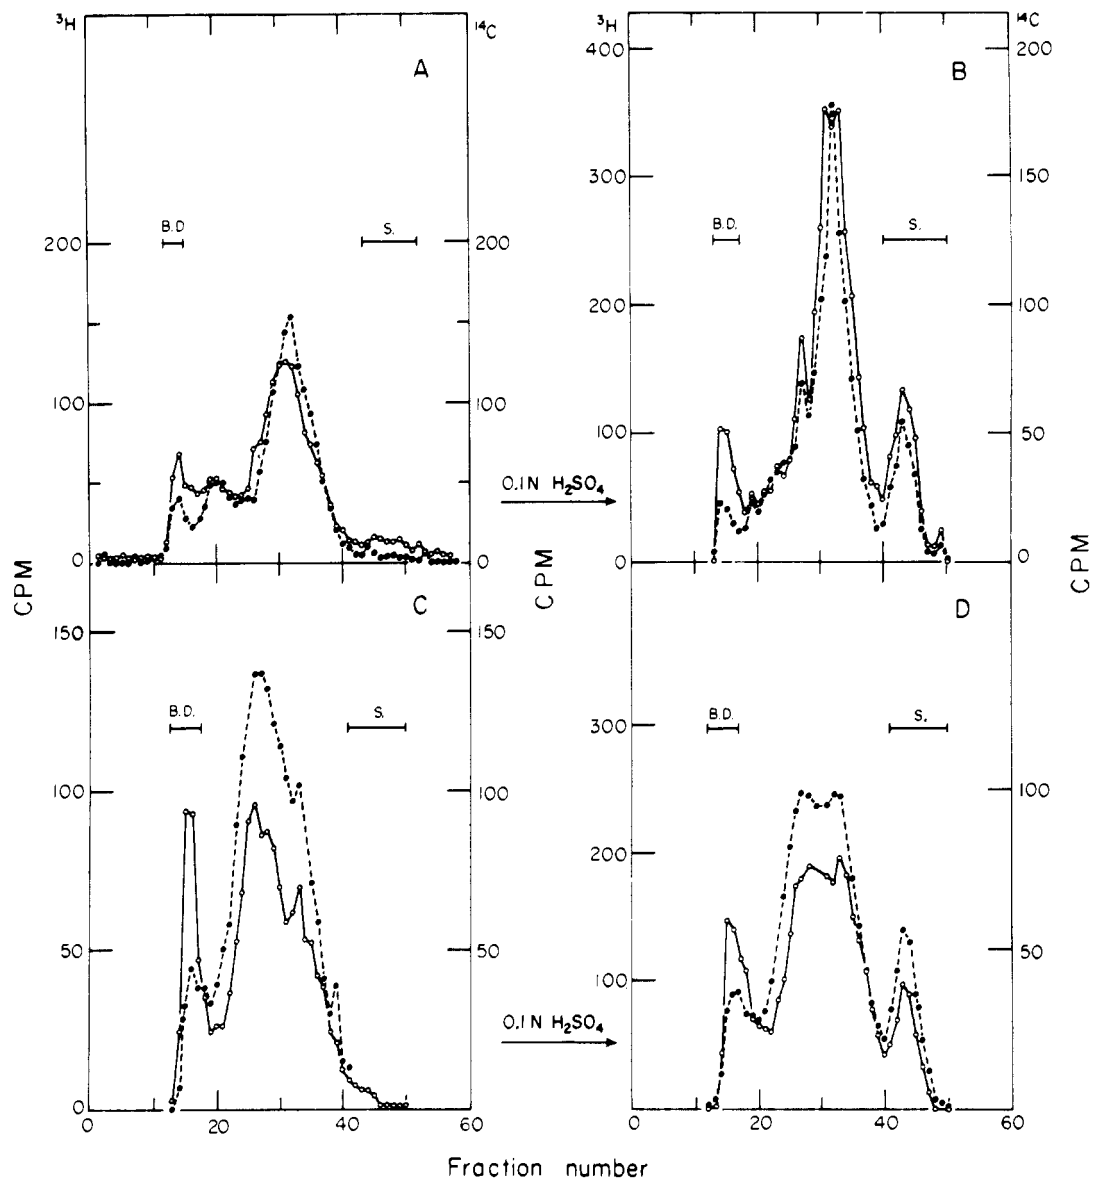 ³H ¹⁴C ³H ¹⁴C
A B
400 200
300 150
B.D S. B.D. S.
200 200 200 100
100 100 100 50
0.1N H₂SO₄
0 0 0 0
CPM CPM CPM
C D
150 150
B.D. S. B.D. S.
300
100 100 100
200
50 50 50
100
0.1N H₂SO₄
0
0 20 40 60 0 20 40 60
Fraction number